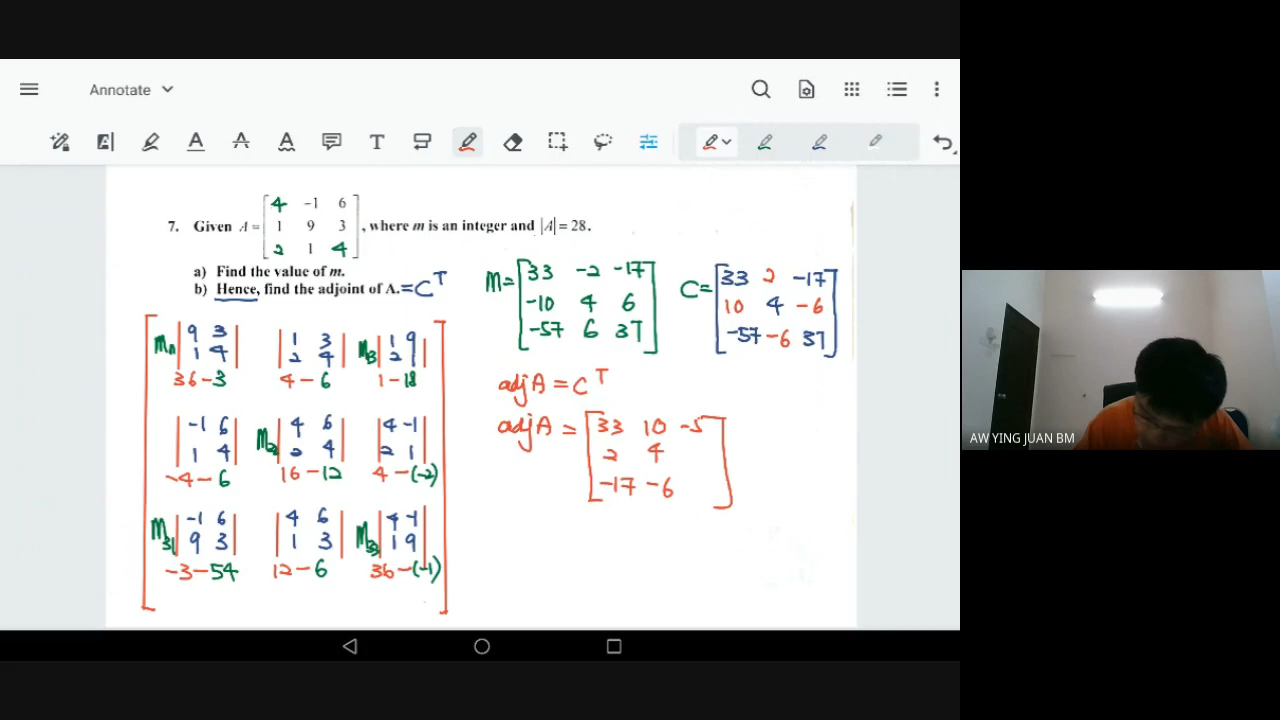 Annotate
7. Given A = [4 -1 6
1 9 3
2 1 4], where m is an integer and |A| = 28.
a) Find the value of m.
b) Hence, find the adjoint of A. = C^T
M = [33 -2 -17
-10 4 6
-57 6 37]
C = [33 2 -17
10 4 -6
-57 -6 37]
M11 |9 3 |1 3 M13 |1 9
1 4| 2 4| 2 1|
36-3 4-6 1-18
|-1 6 M22 |4 6 |4 -1
1 4| 2 4| 2 1|
-4-6 16-12 4-(-2)
M31 |-1 6 |4 6 M33 |4 -1
9 3| 1 3| 1 9|
-3-54 12-6 36-(-1)
adj A = C^T
adj A = [33 10 -5
2 4
-17 -6]
AW YING JUAN BM